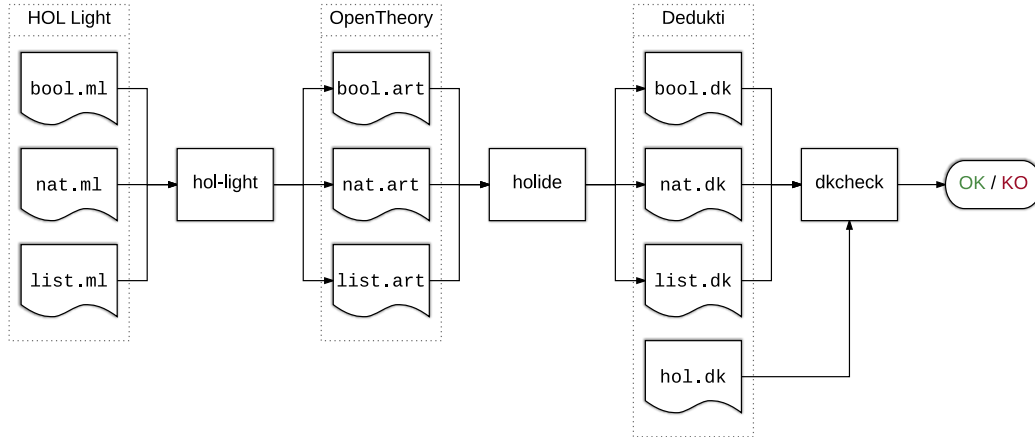 HOL Light
OpenTheory
Dedukti
bool.ml
bool.art
bool.dk
nat.ml
hol-light
nat.art
holide
nat.dk
dkcheck
OK / KO
list.ml
list.art
list.dk
hol.dk